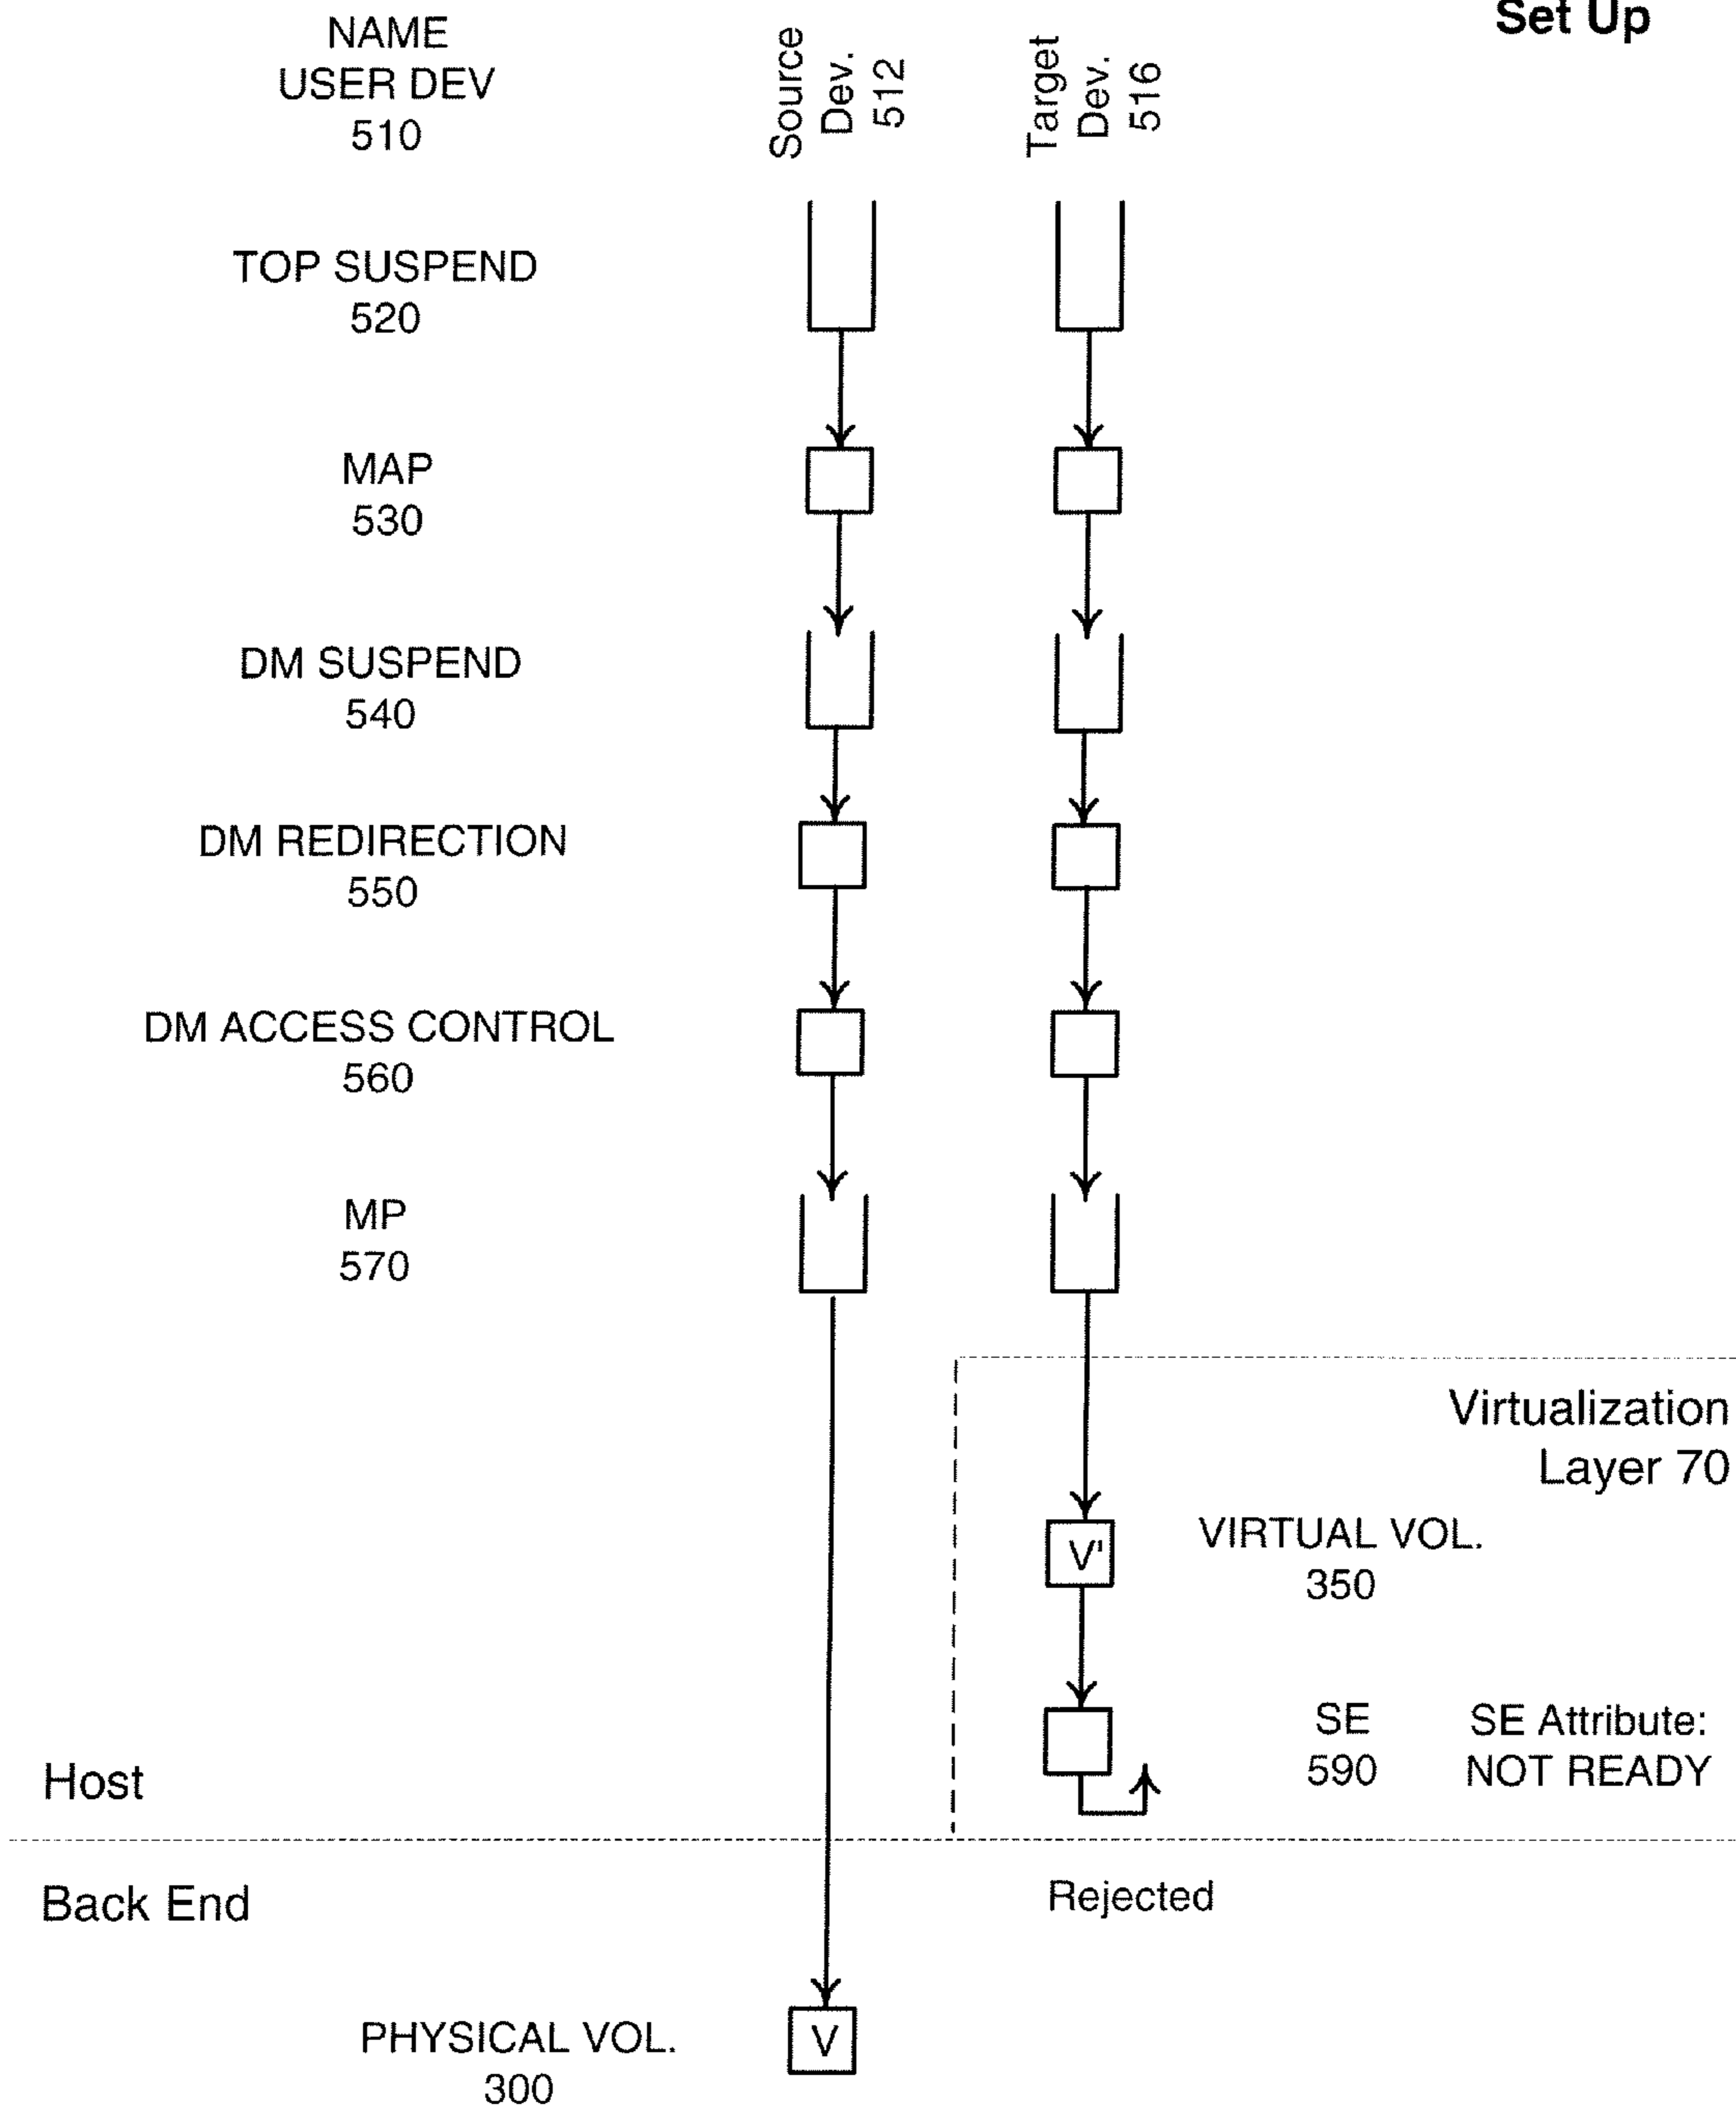 Set Up
NAME
USER DEV
510
Source
Dev.
512
Target
Dev.
516
TOP SUSPEND
520
MAP
530
DM SUSPEND
540
DM REDIRECTION
550
DM ACCESS CONTROL
560
MP
570
Virtualization
Layer 70
V'
VIRTUAL VOL.
350
SE
590
SE Attribute:
NOT READY
Host
Back End
Rejected
PHYSICAL VOL.
300
V